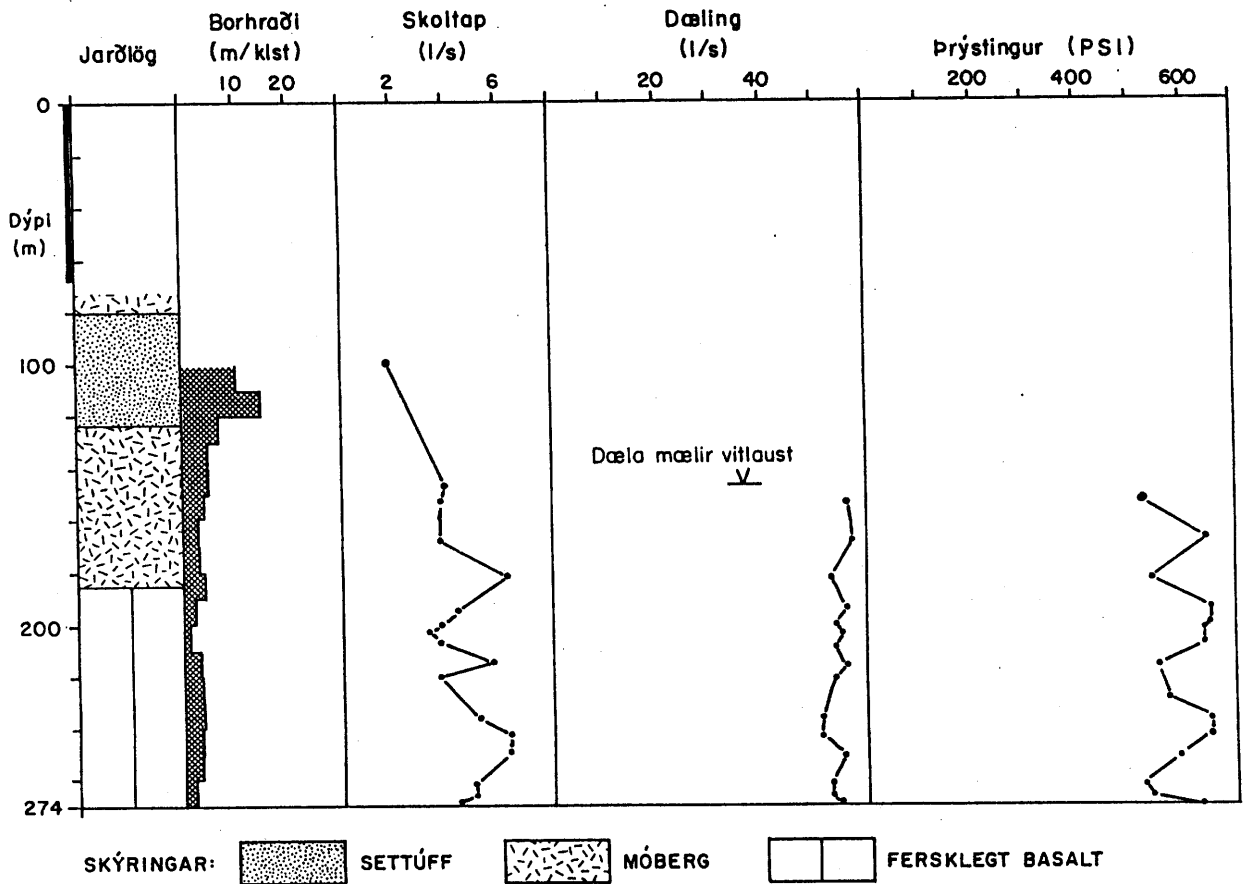 Jarðlög
Borhraði
(m/klst)
10 20
Skoltap
(l/s)
2 6
Dæling
(l/s)
20 40
Þrýstingur (PSI)
200 400 600
0
Dýpi
(m)
100
200
274
Dæla mælir vitlaust
SKÝRINGAR: SETTÚFF MÓBERG FERSKLEGT BASALT